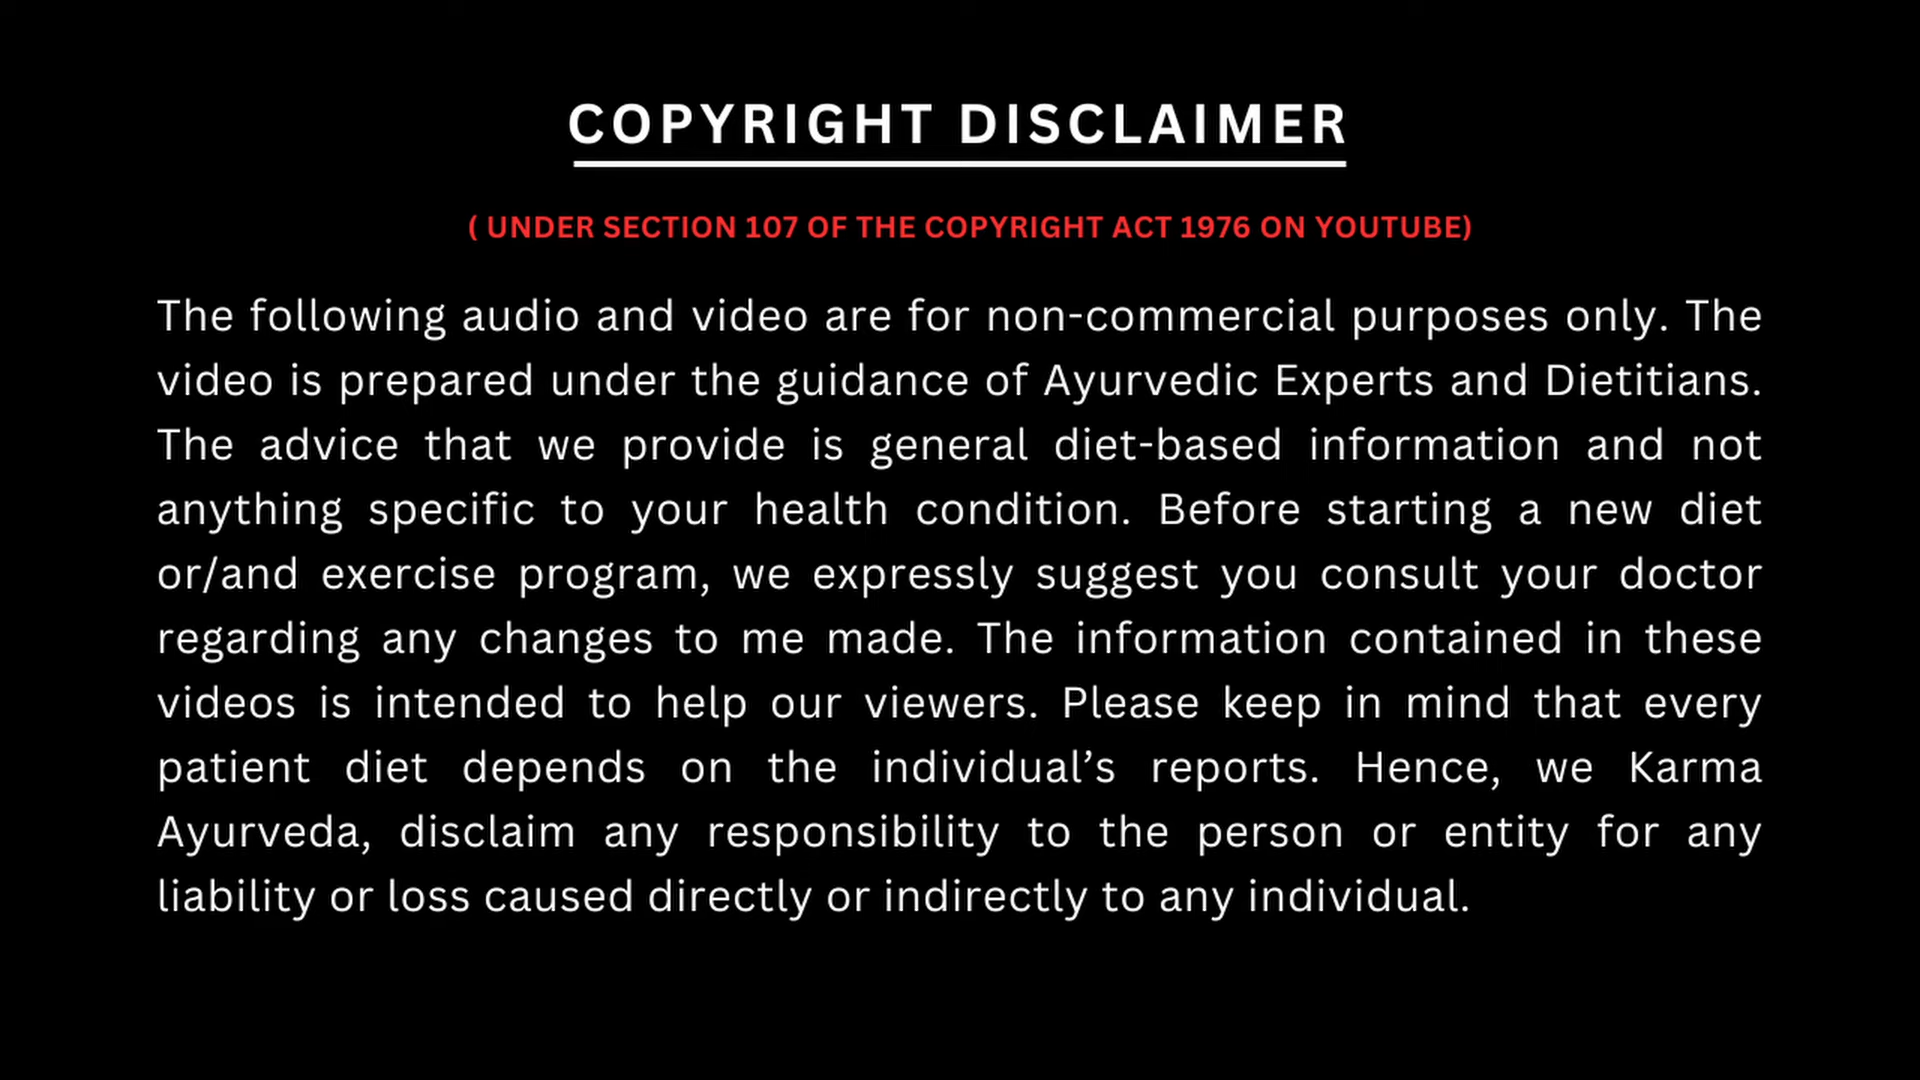 COPYRIGHT DISCLAIMER
( UNDER SECTION 107 OF THE COPYRIGHT ACT 1976 ON YOUTUBE)
The following audio and video are for non-commercial purposes only. The
video is prepared under the guidance of Ayurvedic Experts and Dietitians.
The advice that we provide is general diet-based information and not
anything specific to your health condition. Before starting a new diet
or/and exercise program, we expressly suggest you consult your doctor
regarding any changes to me made. The information contained in these
videos is intended to help our viewers. Please keep in mind that every
patient diet depends on the individual’s reports. Hence, we Karma
Ayurveda, disclaim any responsibility to the person or entity for any
liability or loss caused directly or indirectly to any individual.